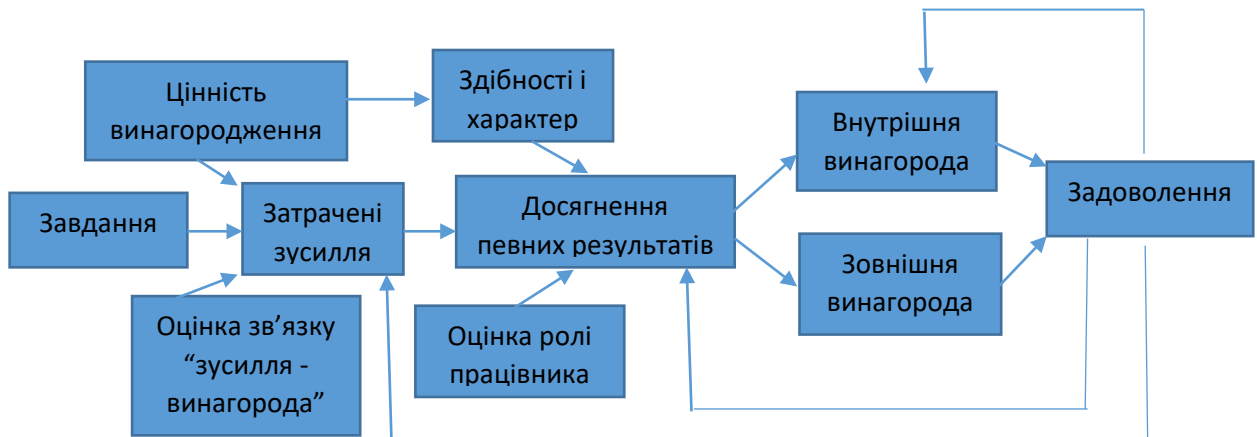 Цінність
винагородження
Здібності і
характер
Внутрішня
винагорода
Завдання
Затрачені
зусилля
Досягнення
певних результатів
Задоволення
Зовнішня
винагорода
Оцінка зв’язку
“зусилля -
винагорода”
Оцінка ролі
працівника